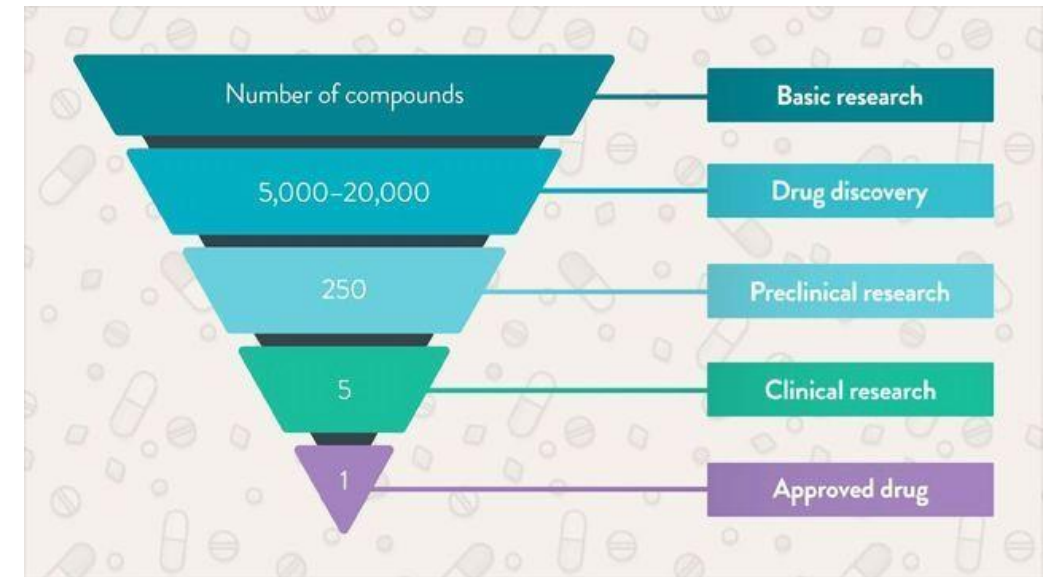 Number of compounds
Basic research
5,000–20,000
Drug discovery
250
Preclinical research
5
Clinical research
1
Approved drug